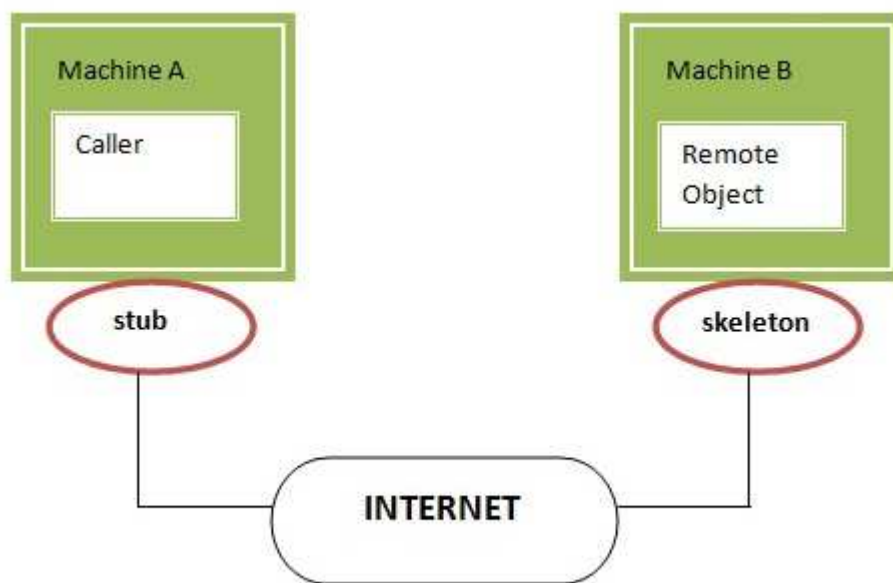 Machine A
Caller
Machine B
Remote
Object
stub
skeleton
INTERNET